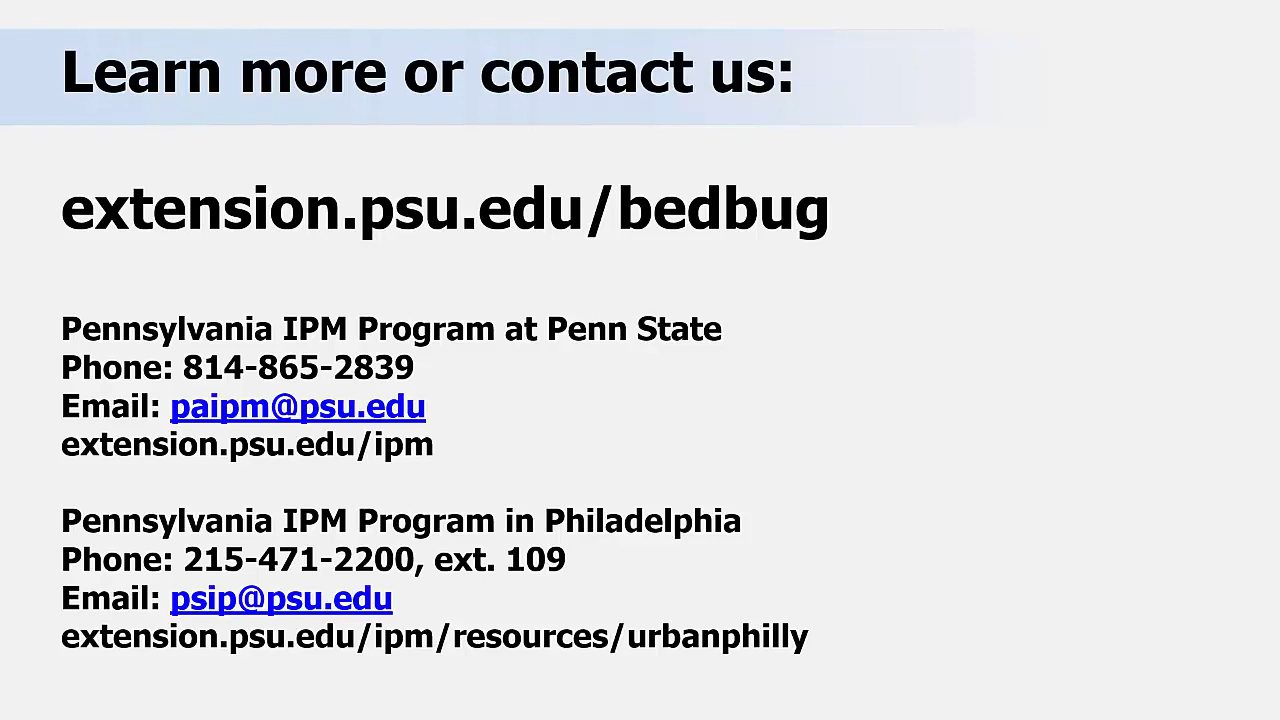 Learn more or contact us:
extension.psu.edu/bedbug
Pennsylvania IPM Program at Penn State
Phone: 814-865-2839
Email: paipm@psu.edu
extension.psu.edu/ipm
Pennsylvania IPM Program in Philadelphia
Phone: 215-471-2200, ext. 109
Email: psip@psu.edu
extension.psu.edu/ipm/resources/urbanphilly